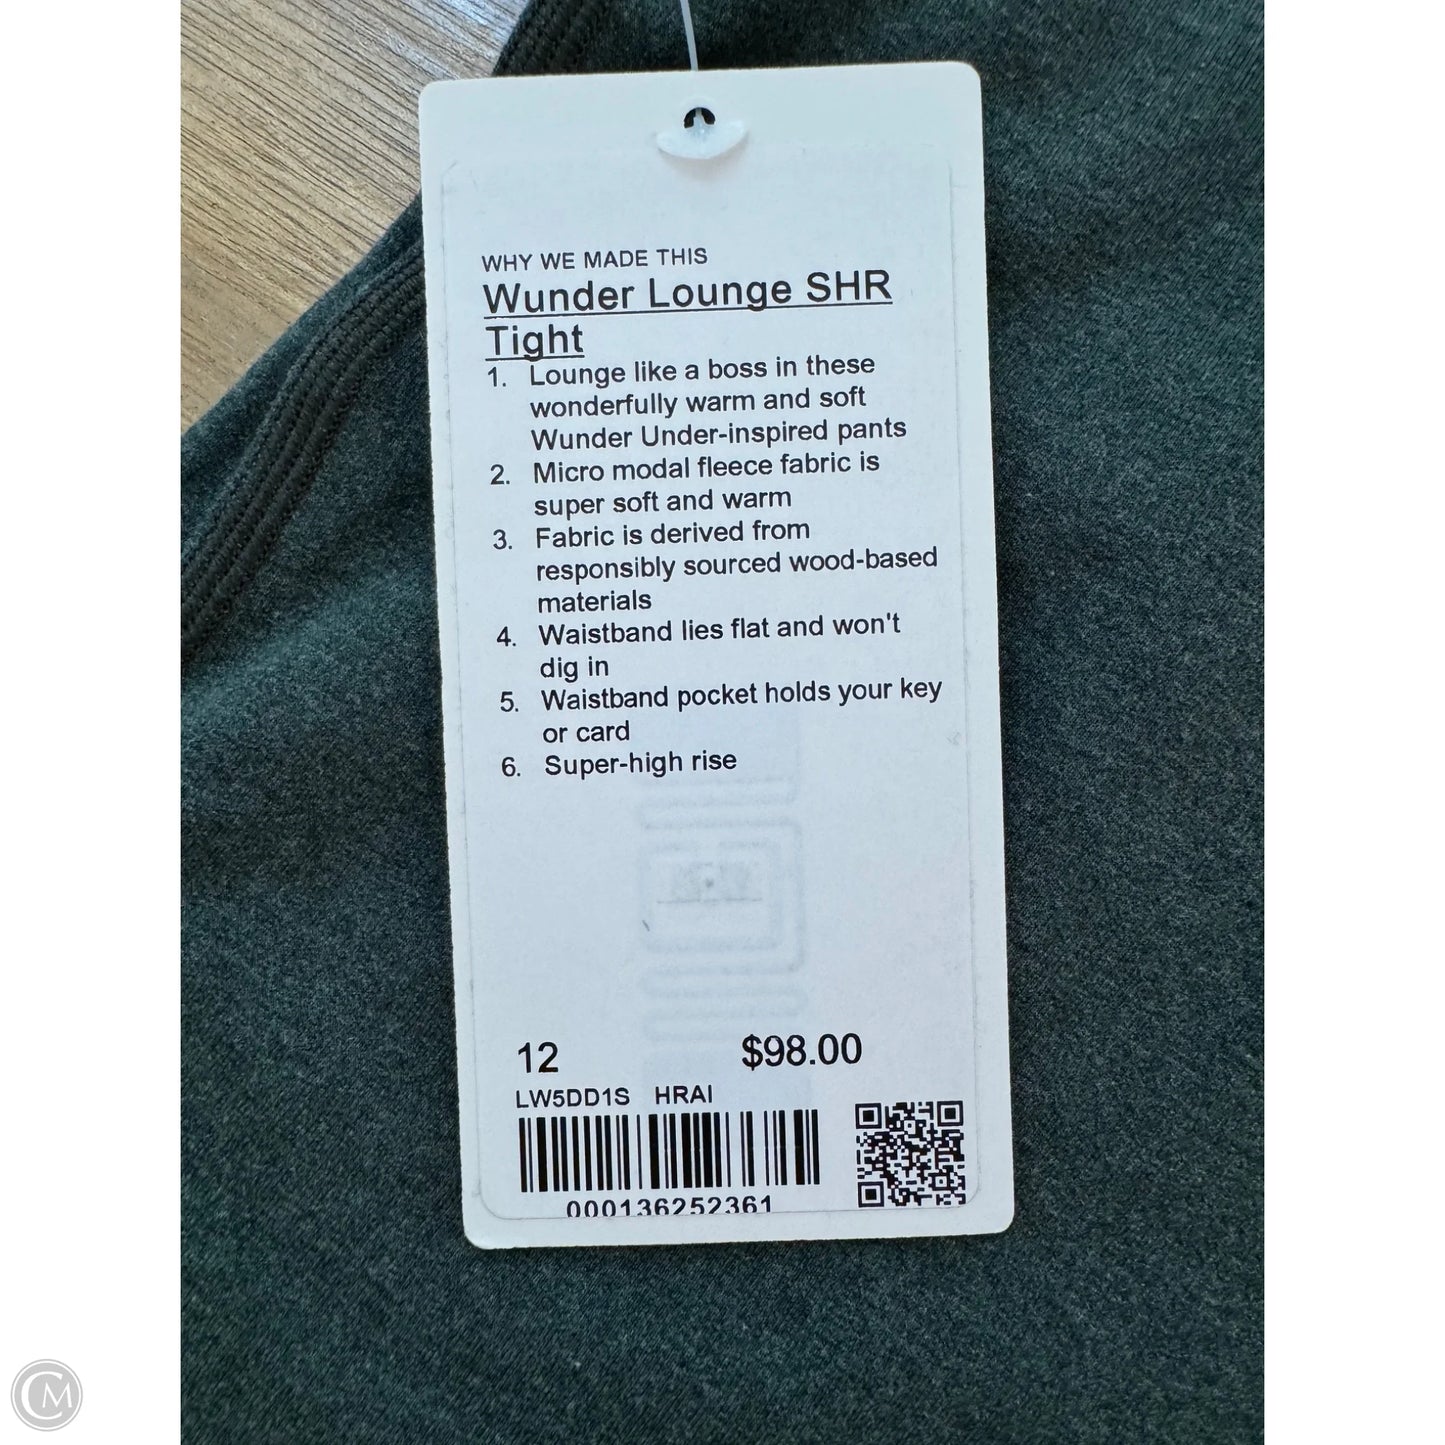 WHY WE MADE THIS
Wunder Lounge SHR
Tight
1. Lounge like a boss in these
wonderfully warm and soft
Wunder Under-inspired pants
2. Micro modal fleece fabric is
super soft and warm
3. Fabric is derived from
responsibly sourced wood-based
materials
4. Waistband lies flat and won't
dig in
5. Waistband pocket holds your key
or card
6. Super-high rise
12 $98.00
LW5DD1S HRAI
000136252361
CM